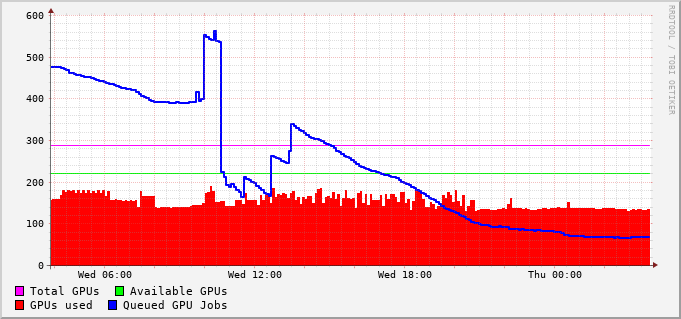 600
500
400
300
200
100
0
Wed 06:00 Wed 12:00 Wed 18:00 Thu 00:00
Total GPUs Available GPUs
GPUs used Queued GPU Jobs
RRDTOOL / TOBI OETIKER